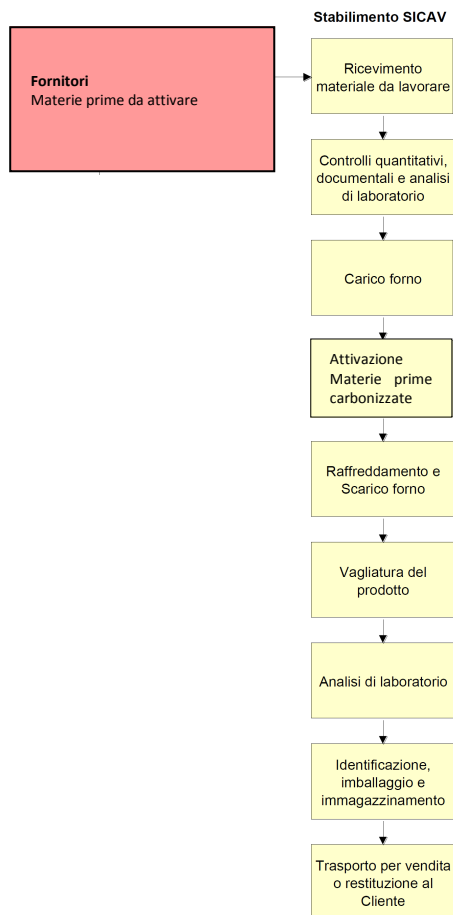 Stabilimento SICAV
Fornitori
Materie prime da attivare
Ricevimento
materiale da lavorare
Controlli quantitativi,
documentali e analisi
di laboratorio
Carico forno
Attivazione
Materie prime
carbonizzate
Raffreddamento e
Scarico forno
Vagliatura del
prodotto
Analisi di laboratorio
Identificazione,
imballaggio e
immagazzinamento
Trasporto per vendita
o restituzione al
Cliente